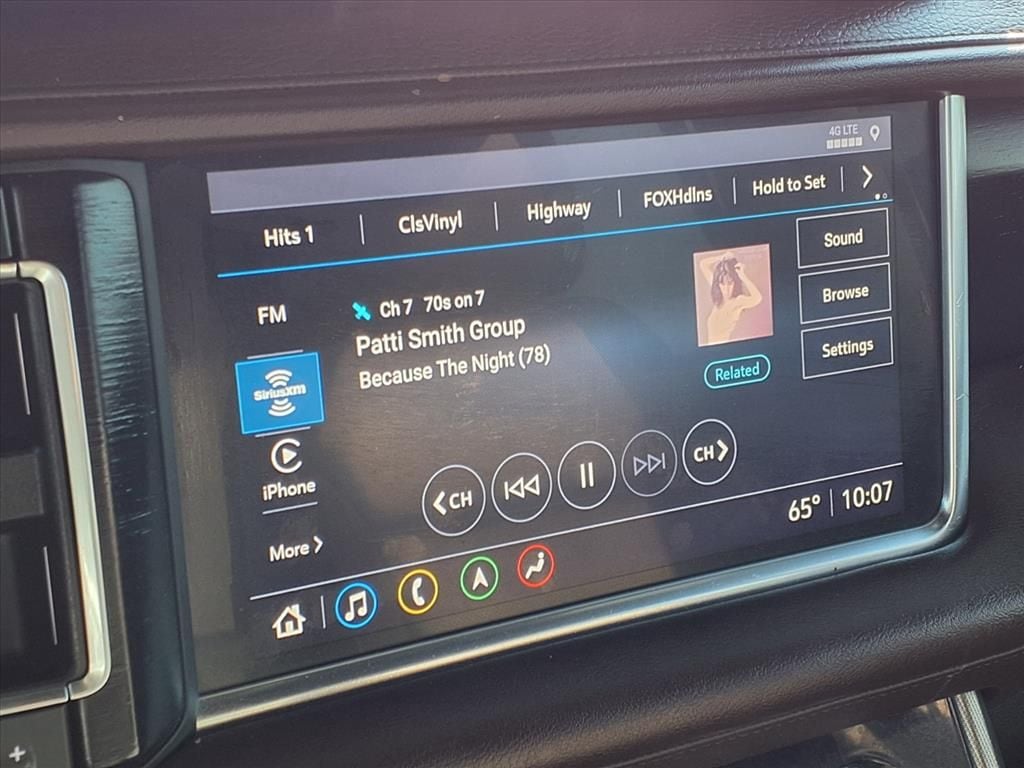 4G LTE
Hits 1
ClsVinyl
Highway
FOXHdlns
Hold to Set
Sound
FM
Ch 7 70s on 7
Browse
Patti Smith Group
Because The Night (78)
Settings
Related
SiriusXM
iPhone
CH
CH
More
65° 10:07
+